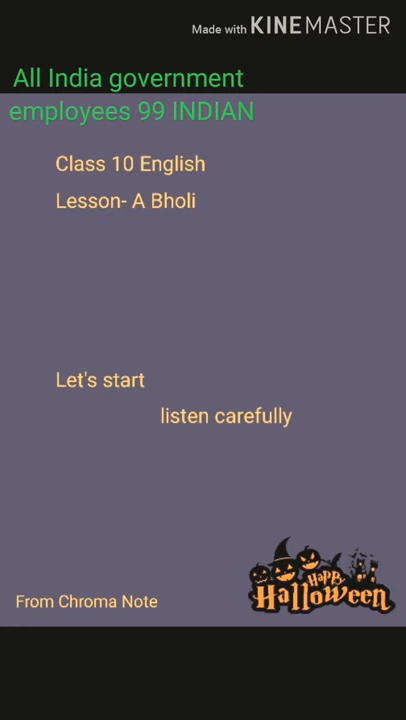 Made with KINEMASTER
All India government
employees 99 INDIAN
Class 10 English
Lesson- A Bholi
Let's start
listen carefully
Happy
Halloween
From Chroma Note